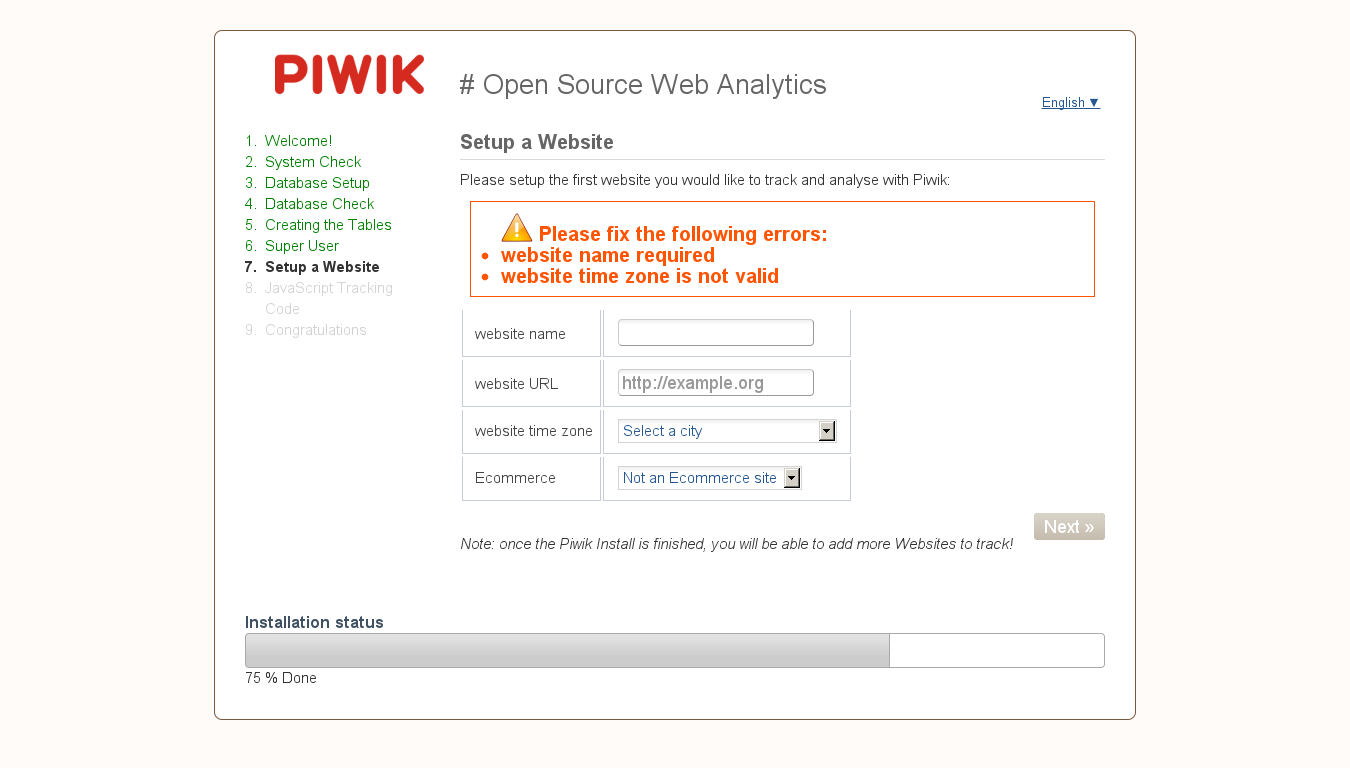 PIWIK
# Open Source Web Analytics
English ▼
1. Welcome!
2. System Check
3. Database Setup
4. Database Check
5. Creating the Tables
6. Super User
7. Setup a Website
8. JavaScript Tracking
Code
9. Congratulations
Setup a Website
Please setup the first website you would like to track and analyse with Piwik:
Please fix the following errors:
• website name required
• website time zone is not valid
website name
website URL http://example.org
website time zone Select a city
Ecommerce Not an Ecommerce site
Next »
Note: once the Piwik Install is finished, you will be able to add more Websites to track!
Installation status
75 % Done